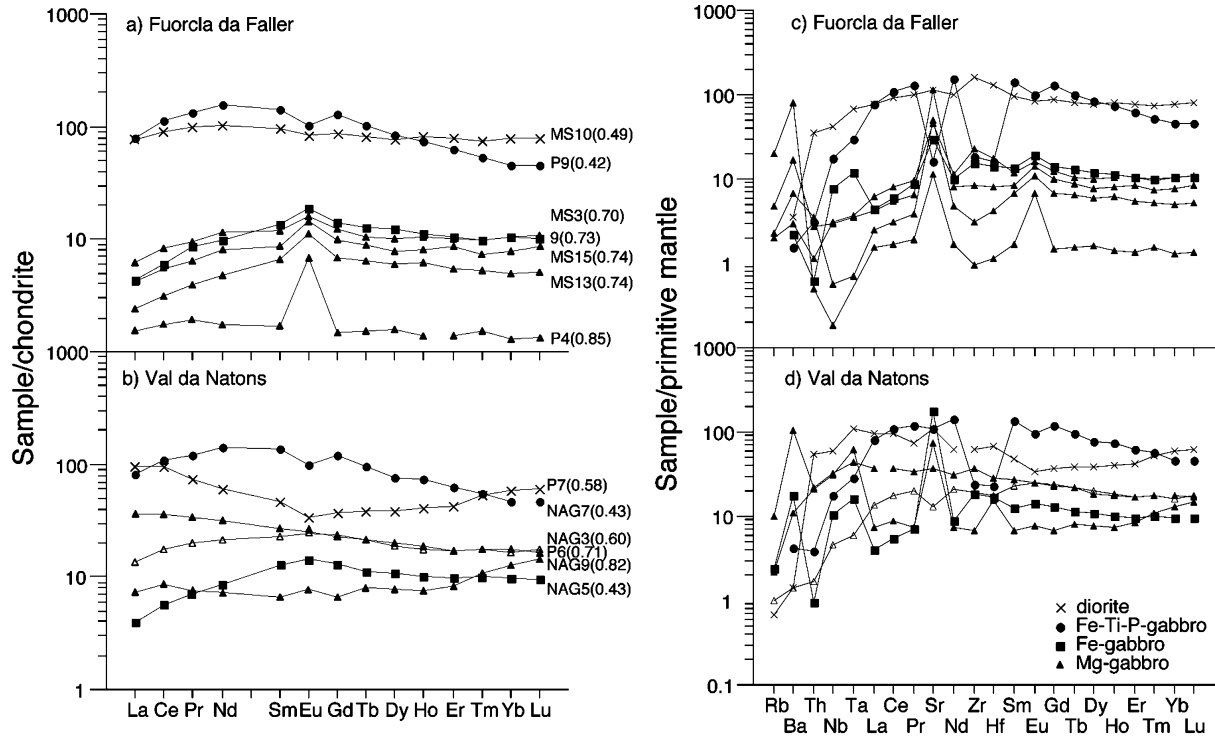 Sample/chondrite
1000
a) Fuorcla da Faller
100
10
MS10(0.49)
P9(0.42)
MS3(0.70)
9(0.73)
MS15(0.74)
MS13(0.74)
P4(0.85)
1000
b) Val da Natons
100
10
1
P7(0.58)
NAG7(0.43)
NAG3(0.60)
P6(0.71)
NAG9(0.82)
NAG5(0.43)
La Ce Pr Nd Sm Eu Gd Tb Dy Ho Er Tm Yb Lu
Sample/primitive mantle
1000
c) Fuorcla da Faller
100
10
1
1000
d) Val da Natons
100
10
1
0.1
diorite
Fe-Ti-P-gabbro
Fe-gabbro
Mg-gabbro
Rb Th Ta Ce Sr Zr Sm Gd Dy Er Yb
Ba Nb La Pr Nd Hf Eu Tb Ho Tm Lu